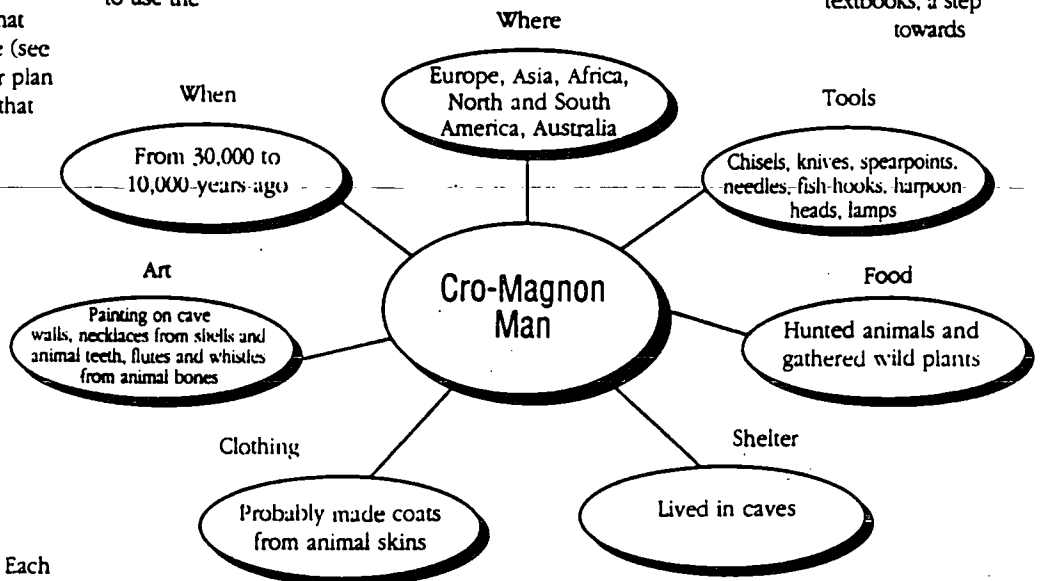 to use the
hat
e (see
r plan
that
textbooks, a step
towards
Where
Europe, Asia, Africa,
North and South
America, Australia
When
From 30,000 to
10,000 years ago
Tools
Chisels, knives, spearpoints,
needles, fish hooks, harpoon
heads, lamps
Art
Painting on cave
walls, necklaces from shells and
animal teeth, flutes and whistles
from animal bones
Cro-Magnon
Man
Food
Hunted animals and
gathered wild plants
Clothing
Probably made coats
from animal skins
Shelter
Lived in caves
Each